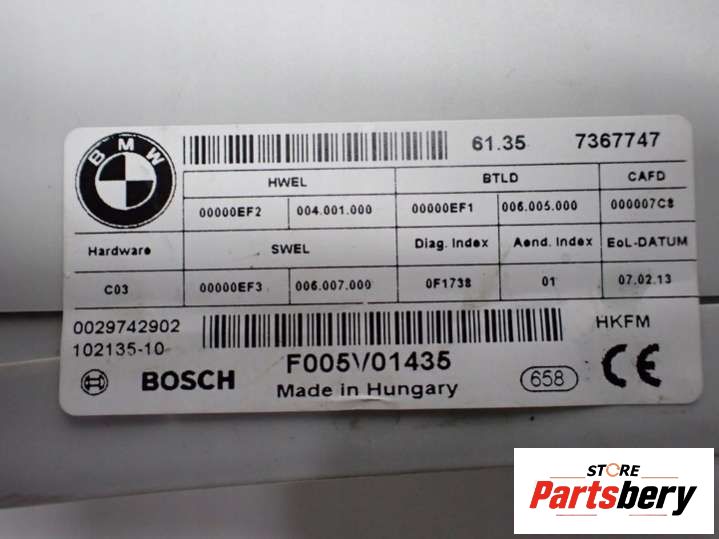 BMW
61.35 7367747
HWEL BTLD CAFD
00000EF2 004.001.000 00000EF1 006.005.000 000007C8
Hardware SWEL Diag. Index Aend. Index EoL-DATUM
C03 00000EF3 006.007.000 0F1738 01 07.02.13
0029742902 HKFM
102135-10
BOSCH F005V01435 658 CE
Made in Hungary
STORE
Partsbery